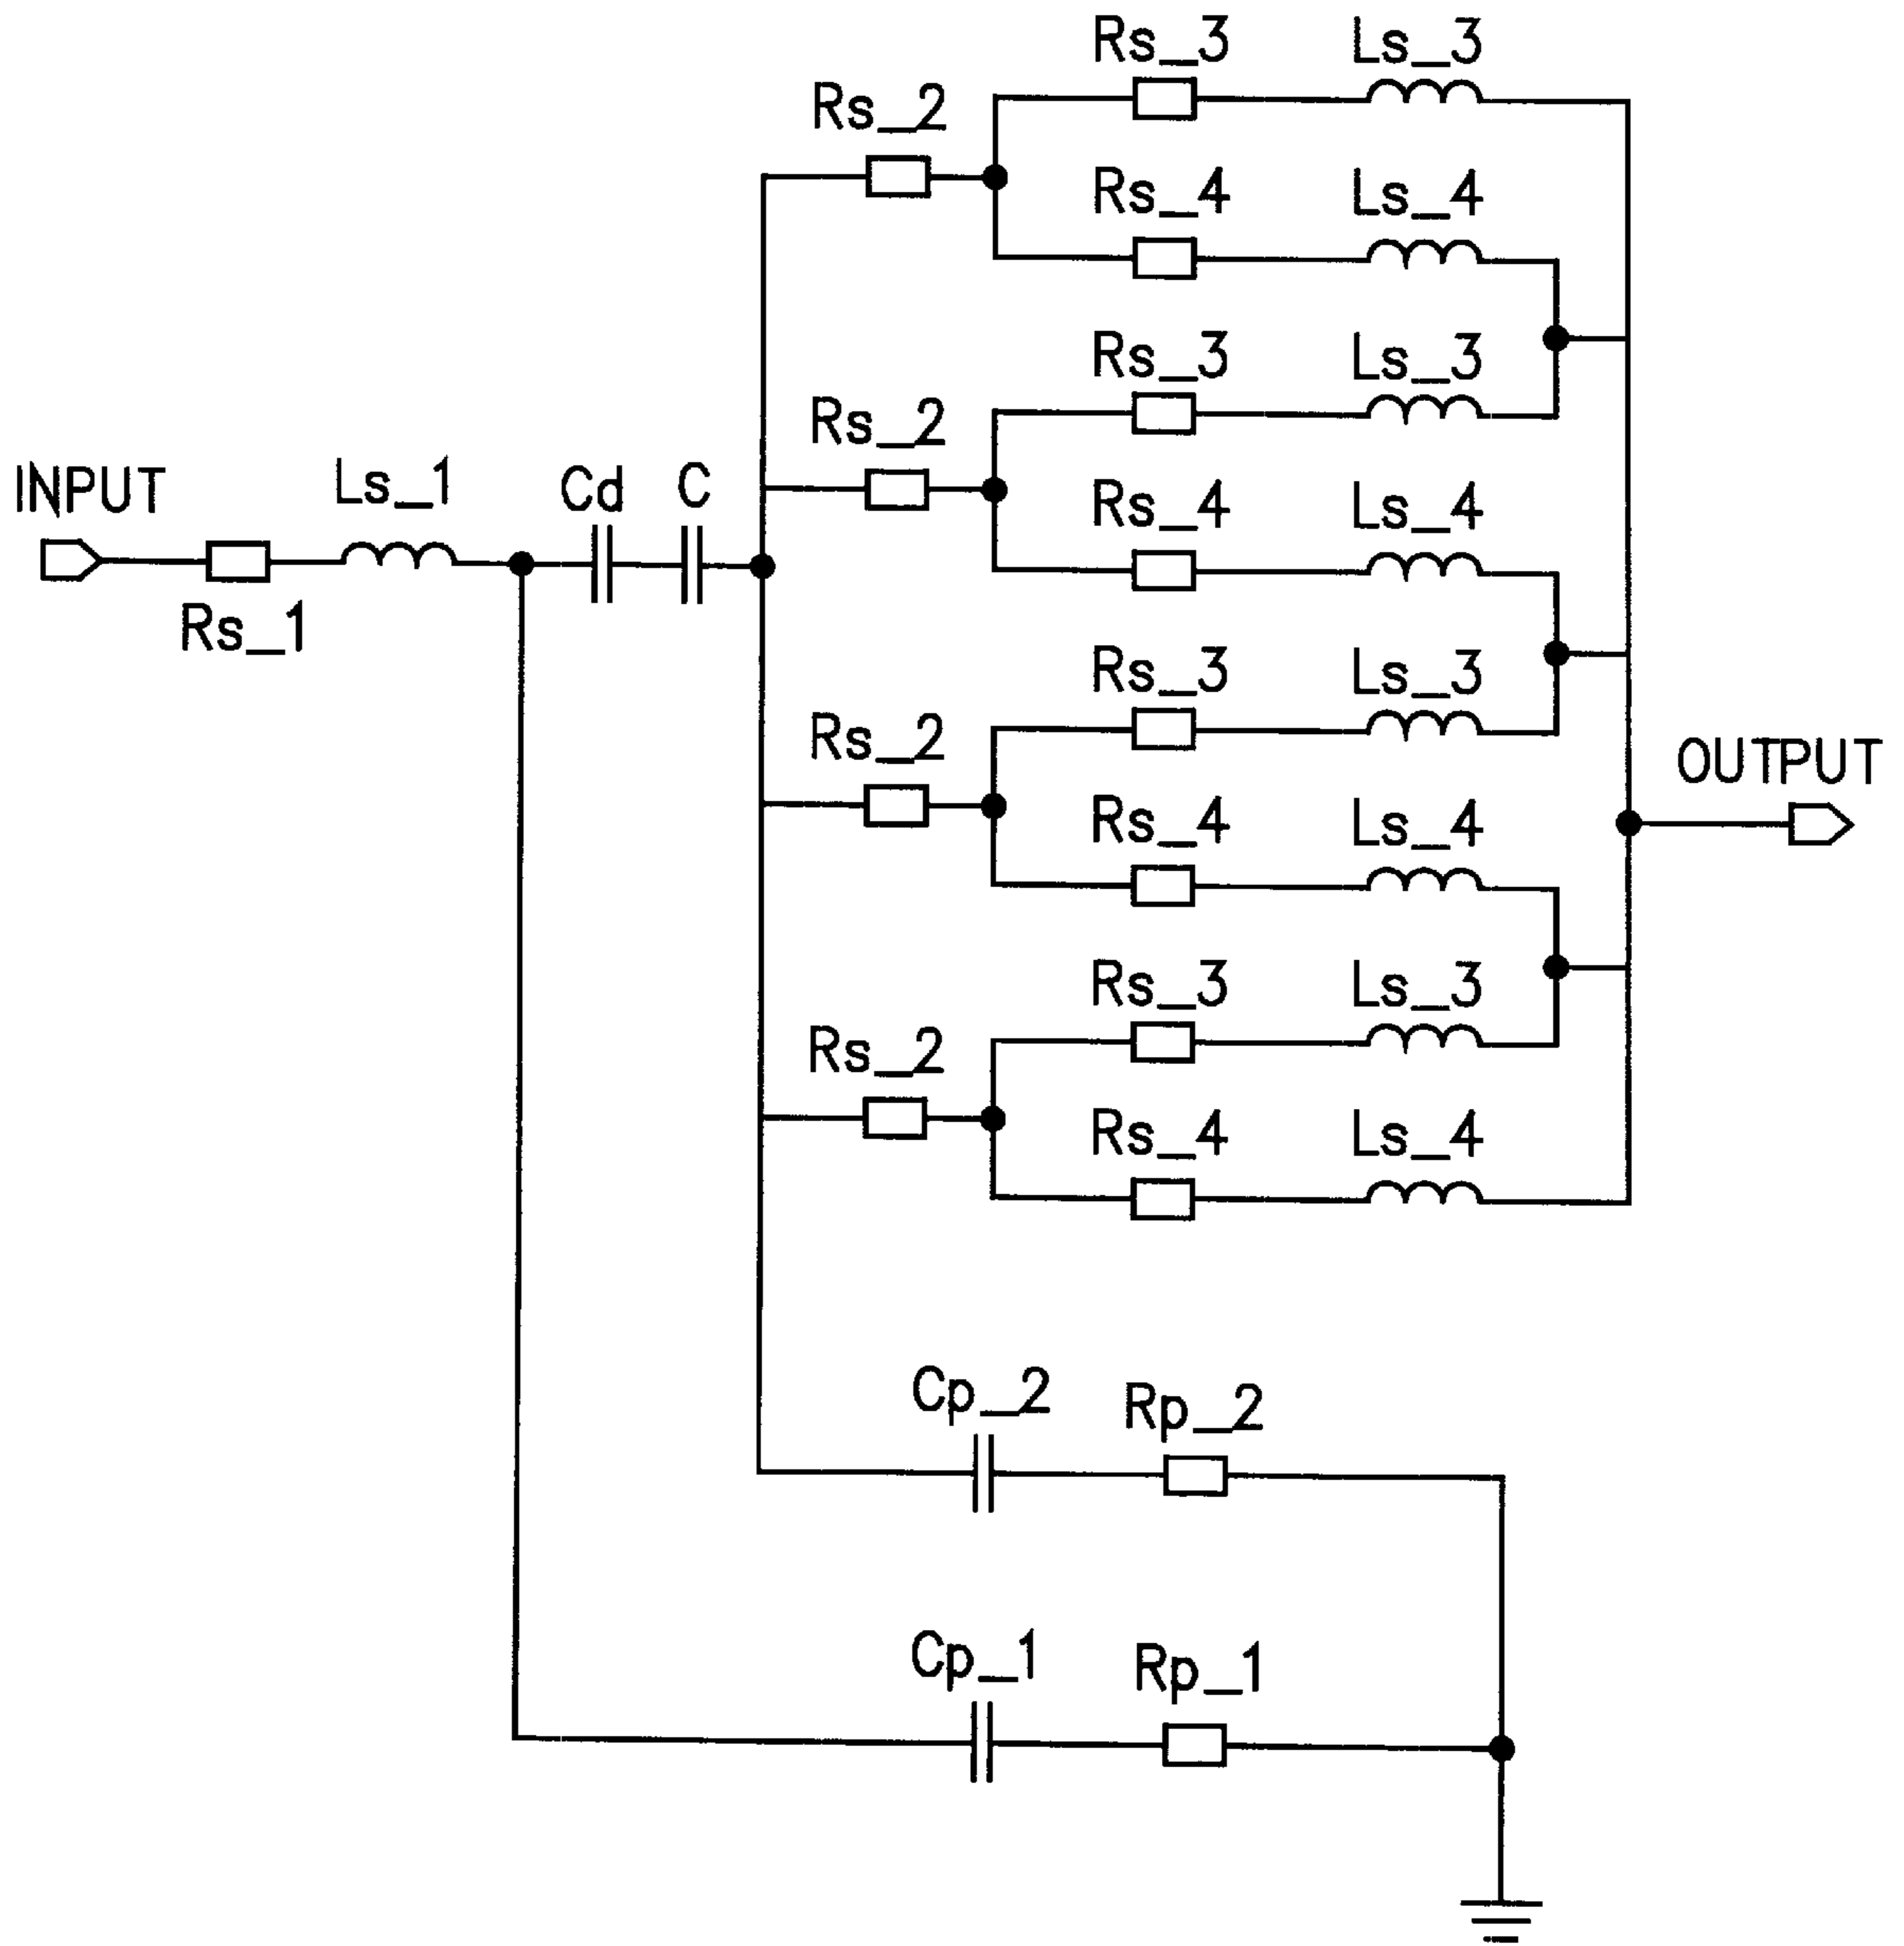 Rs_3 Ls_3
Rs_2
Rs_4 Ls_4
Rs_3 Ls_3
Rs_2
INPUT Ls_1 Cd C
Rs_4 Ls_4
Rs_1
Rs_3 Ls_3
Rs_2
OUTPUT
Rs_4 Ls_4
Rs_3 Ls_3
Rs_2
Rs_4 Ls_4
Cp_2 Rp_2
Cp_1 Rp_1